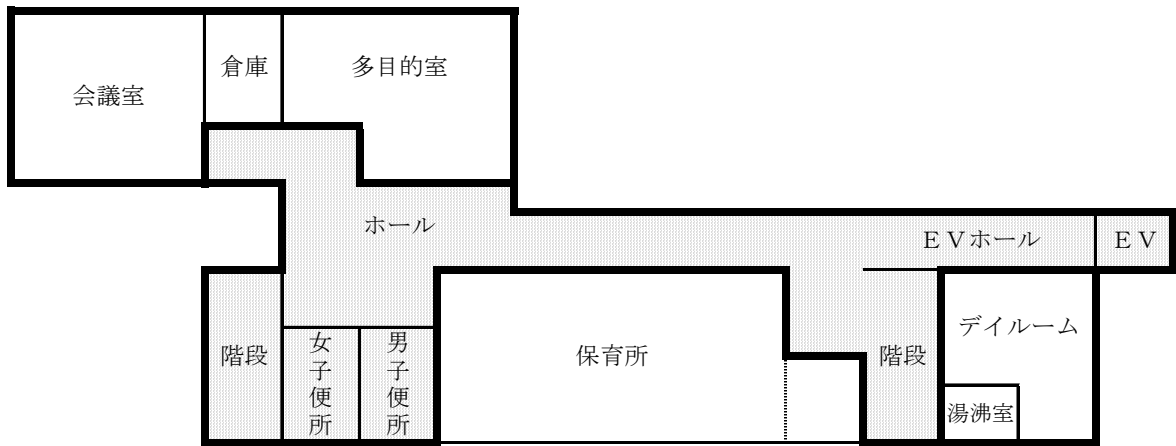 会議室
倉庫
多目的室
ホール
ＥＶホール
ＥＶ
階段
女子便所
男子便所
保育所
階段
デイルーム
湯沸室